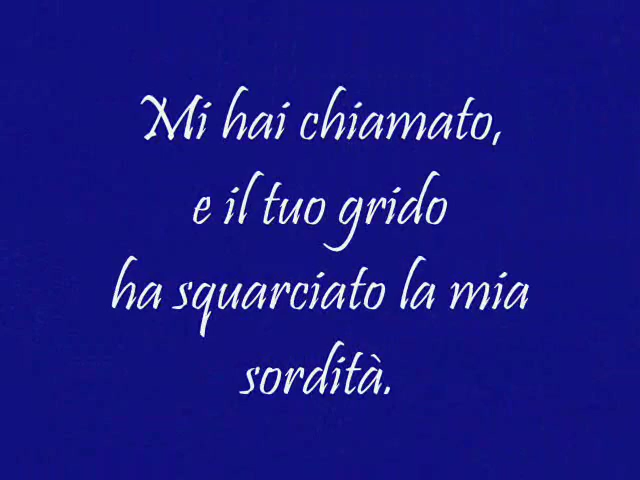 Mi hai chiamato,
e il tuo grido
ha squarciato la mia
sordità.